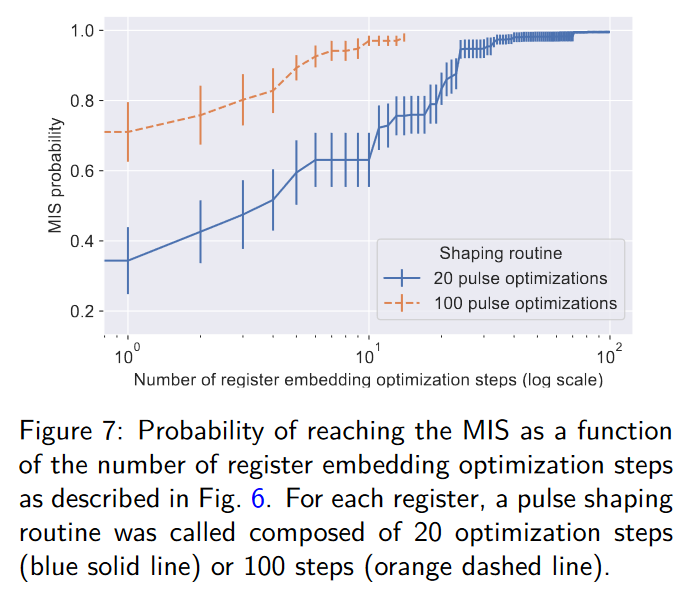 1.0
0.8
0.6
0.4
0.2
MIS probability
Shaping routine
20 pulse optimizations
100 pulse optimizations
10^0
10^1
10^2
Number of register embedding optimization steps (log scale)
Figure 7: Probability of reaching the MIS as a function
of the number of register embedding optimization steps
as described in Fig. 6. For each register, a pulse shaping
routine was called composed of 20 optimization steps
(blue solid line) or 100 steps (orange dashed line).